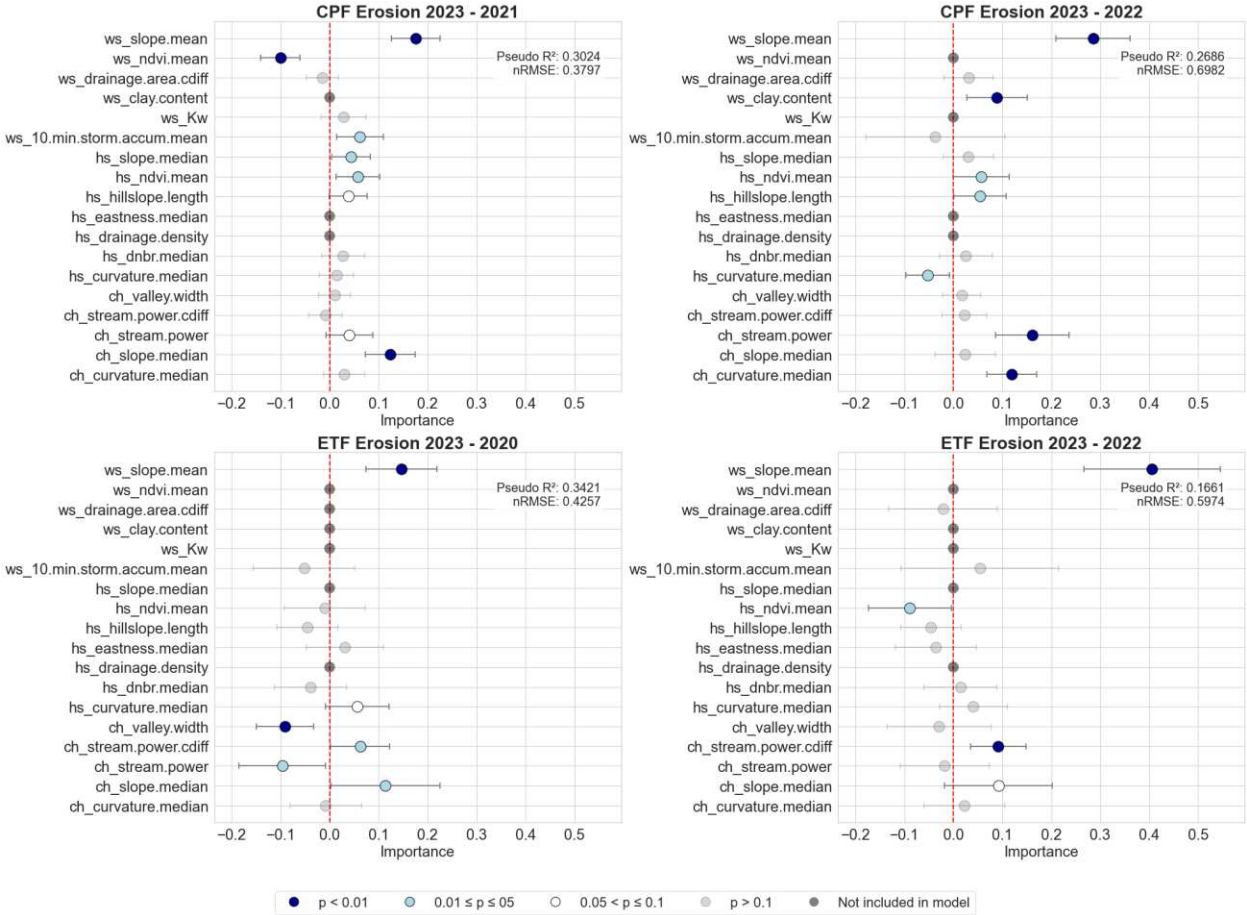 CPF Erosion 2023 - 2021
ws_slope.mean
ws_ndvi.mean
ws_drainage.area.cdiff
ws_clay.content
ws_Kw
ws_10.min.storm.accum.mean
hs_slope.median
hs_ndvi.mean
hs_hillslope.length
hs_eastness.median
hs_drainage.density
hs_dnbr.median
hs_curvature.median
ch_valley.width
ch_stream.power.cdiff
ch_stream.power
ch_slope.median
ch_curvature.median
Pseudo R²: 0.3024
nRMSE: 0.3797
−0.2 −0.1 0.0 0.1 0.2 0.3 0.4 0.5
Importance
CPF Erosion 2023 - 2022
ws_slope.mean
ws_ndvi.mean
ws_drainage.area.cdiff
ws_clay.content
ws_Kw
ws_10.min.storm.accum.mean
hs_slope.median
hs_ndvi.mean
hs_hillslope.length
hs_eastness.median
hs_drainage.density
hs_dnbr.median
hs_curvature.median
ch_valley.width
ch_stream.power.cdiff
ch_stream.power
ch_slope.median
ch_curvature.median
Pseudo R²: 0.2686
nRMSE: 0.6982
−0.2 −0.1 0.0 0.1 0.2 0.3 0.4 0.5
Importance
ETF Erosion 2023 - 2020
ws_slope.mean
ws_ndvi.mean
ws_drainage.area.cdiff
ws_clay.content
ws_Kw
ws_10.min.storm.accum.mean
hs_slope.median
hs_ndvi.mean
hs_hillslope.length
hs_eastness.median
hs_drainage.density
hs_dnbr.median
hs_curvature.median
ch_valley.width
ch_stream.power.cdiff
ch_stream.power
ch_slope.median
ch_curvature.median
Pseudo R²: 0.3421
nRMSE: 0.4257
−0.2 −0.1 0.0 0.1 0.2 0.3 0.4 0.5
Importance
ETF Erosion 2023 - 2022
ws_slope.mean
ws_ndvi.mean
ws_drainage.area.cdiff
ws_clay.content
ws_Kw
ws_10.min.storm.accum.mean
hs_slope.median
hs_ndvi.mean
hs_hillslope.length
hs_eastness.median
hs_drainage.density
hs_dnbr.median
hs_curvature.median
ch_valley.width
ch_stream.power.cdiff
ch_stream.power
ch_slope.median
ch_curvature.median
Pseudo R²: 0.1661
nRMSE: 0.5974
−0.2 −0.1 0.0 0.1 0.2 0.3 0.4 0.5
Importance
p < 0.01 0.01 ≤ p ≤ 05 0.05 < p ≤ 0.1 p > 0.1 Not included in model